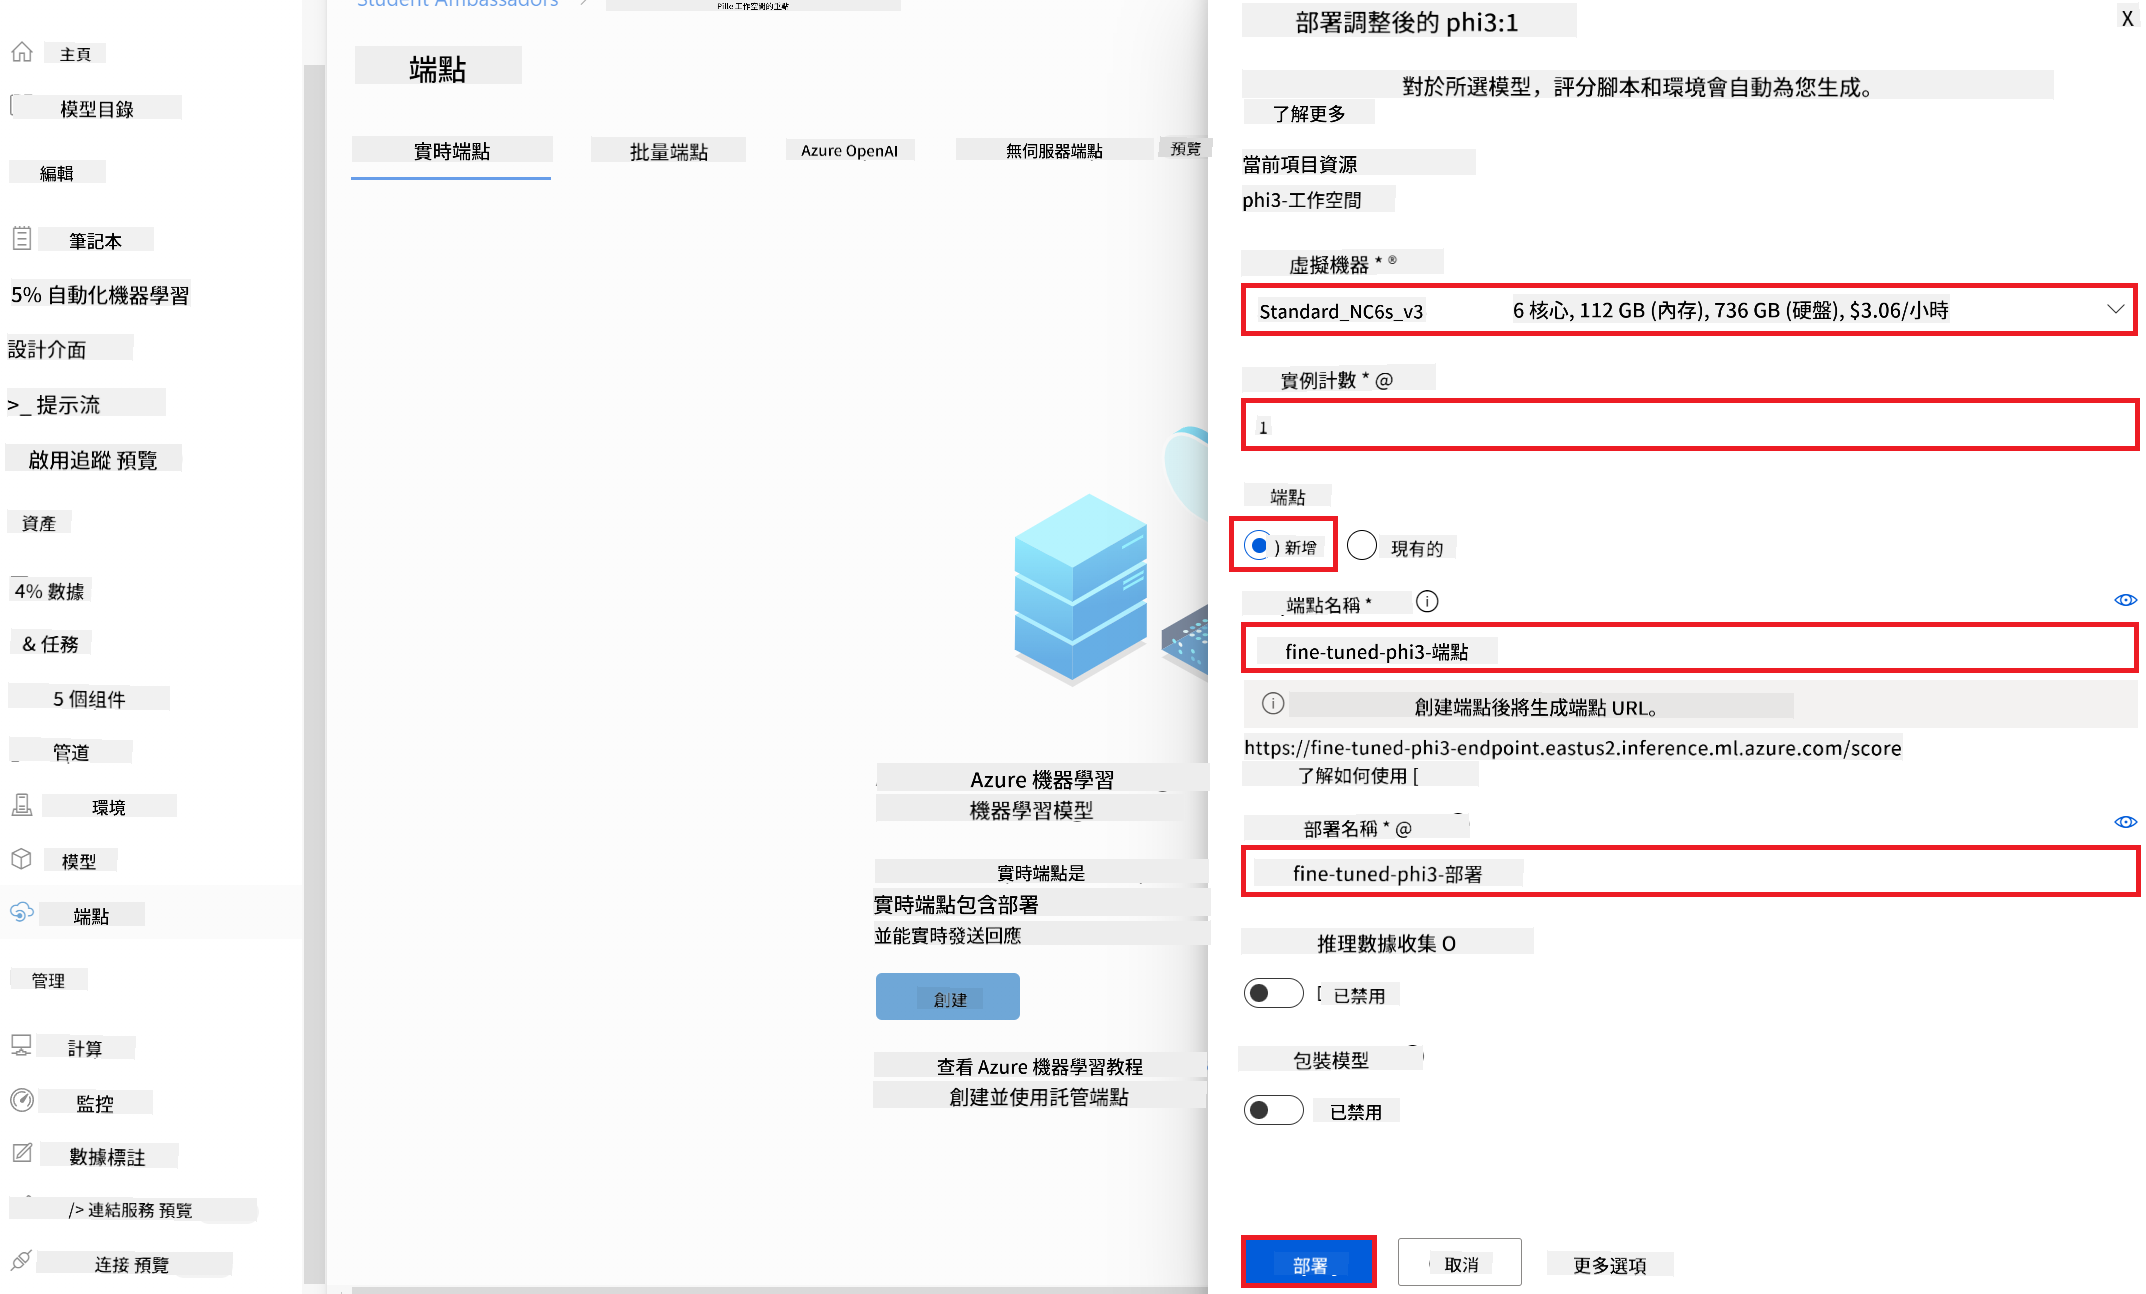 主頁
模型目錄
編輯
筆記本
5% 自動化機器學習
設計介面
>_ 提示流
啟用追蹤 預覽
資產
4% 數據
& 任務
5 個组件
管道
環境
模型
端點
管理
計算
監控
數據標註
/> 連結服務 預覽
连接 預覽
Student Ambassadors
端點
實時端點
批量端點
Azure OpenAI
無伺服器端點
預覽
Azure 機器學習
機器學習模型
實時端點是
實時端點包含部署
並能實時發送回應
創建
查看 Azure 機器學習教程
創建並使用託管端點
部署調整後的 phi3:1
X
對於所選模型，評分腳本和環境會自動為您生成。
了解更多
當前項目資源
phi3-工作空間
虛擬機器 * ®
Standard_NC6s_v3 6 核心, 112 GB (內存), 736 GB (硬盤), $3.06/小時
實例計數 * @
1
端點
) 新增 現有的
端點名稱 *
fine-tuned-phi3-端點
創建端點後將生成端點 URL。
https://fine-tuned-phi3-endpoint.eastus2.inference.ml.azure.com/score
了解如何使用 [
部署名稱 * @
fine-tuned-phi3-部署
推理數據收集 O
已禁用
包裝模型
已禁用
部署
取消
更多選項